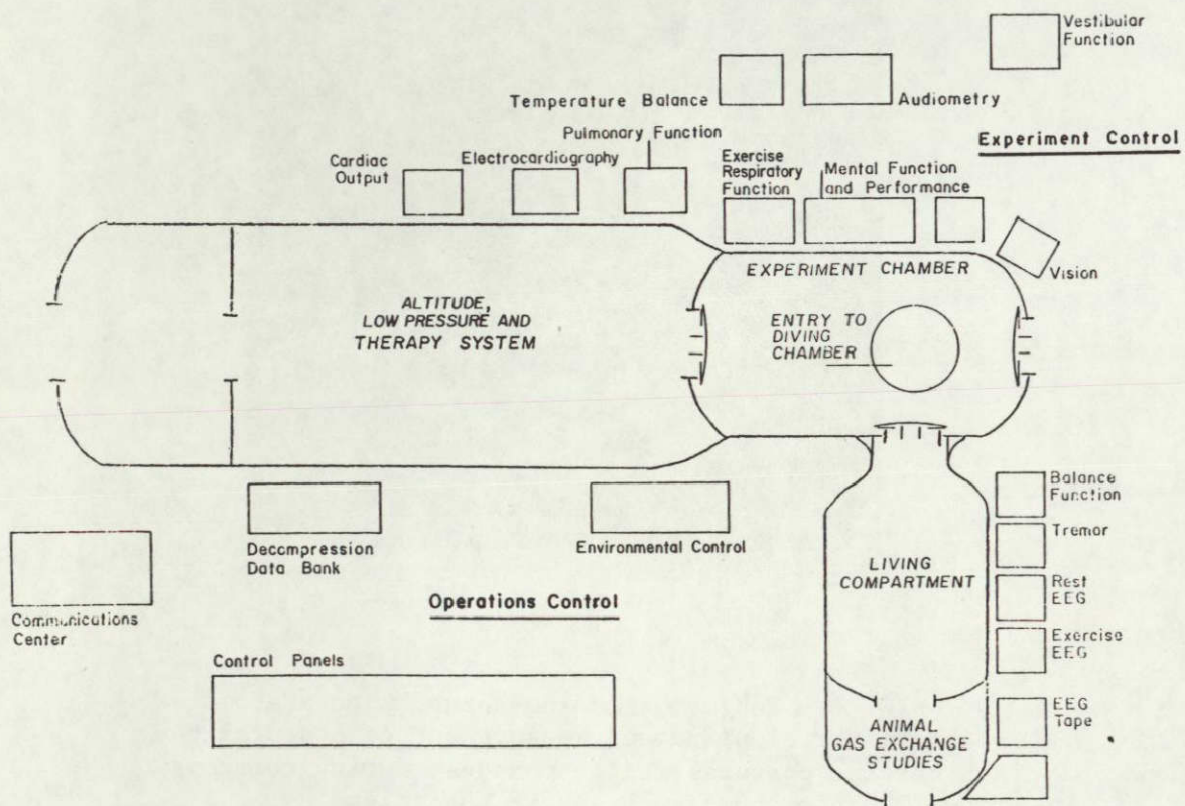 Vestibular
Function
Temperature Balance
Audiometry
Pulmonary Function
Experiment Control
Cardiac
Output
Electrocardiography
Exercise
Respiratory
Function
Mental Function
and Performance
Vision
EXPERIMENT CHAMBER
ALTITUDE,
LOW PRESSURE AND
THERAPY SYSTEM
ENTRY TO
DIVING
CHAMBER
Balance
Function
Tremor
Rest
EEG
Exercise
EEG
EEG
Tape
LIVING
COMPARTMENT
ANIMAL
GAS EXCHANGE
STUDIES
Decompression
Data Bank
Environmental Control
Operations Control
Communications
Center
Control Panels